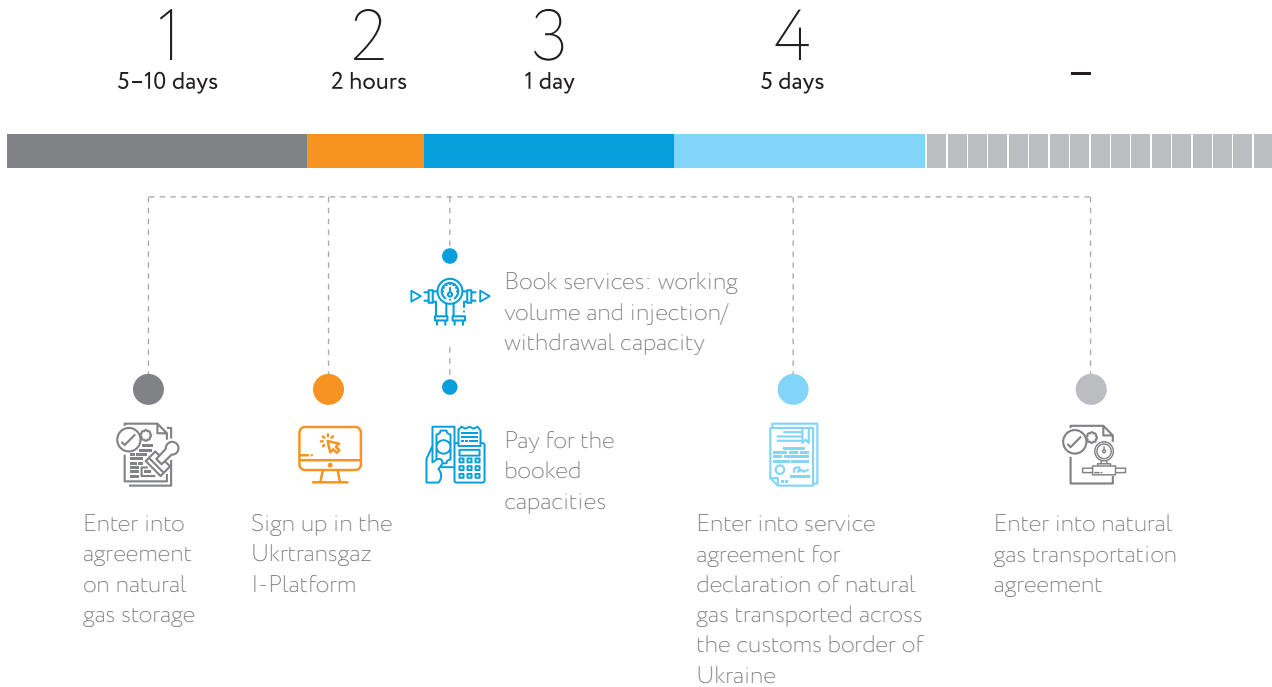 1
5–10 days
2
2 hours
3
1 day
4
5 days
–
Book services: working
volume and injection/
withdrawal capacity
Pay for the
booked
capacities
Enter into
agreement
on natural
gas storage
Sign up in the
Ukrtransgaz
I-Platform
Enter into service
agreement for
declaration of natural
gas transported across
the customs border of
Ukraine
Enter into natural
gas transportation
agreement